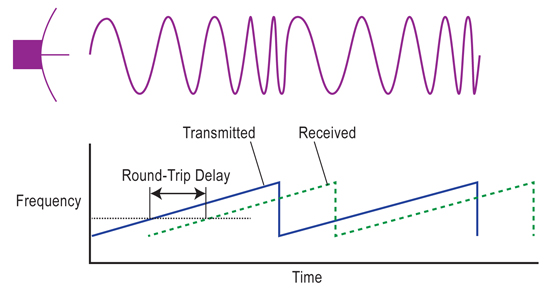 Transmitted
Received
Round-Trip Delay
Frequency
Time